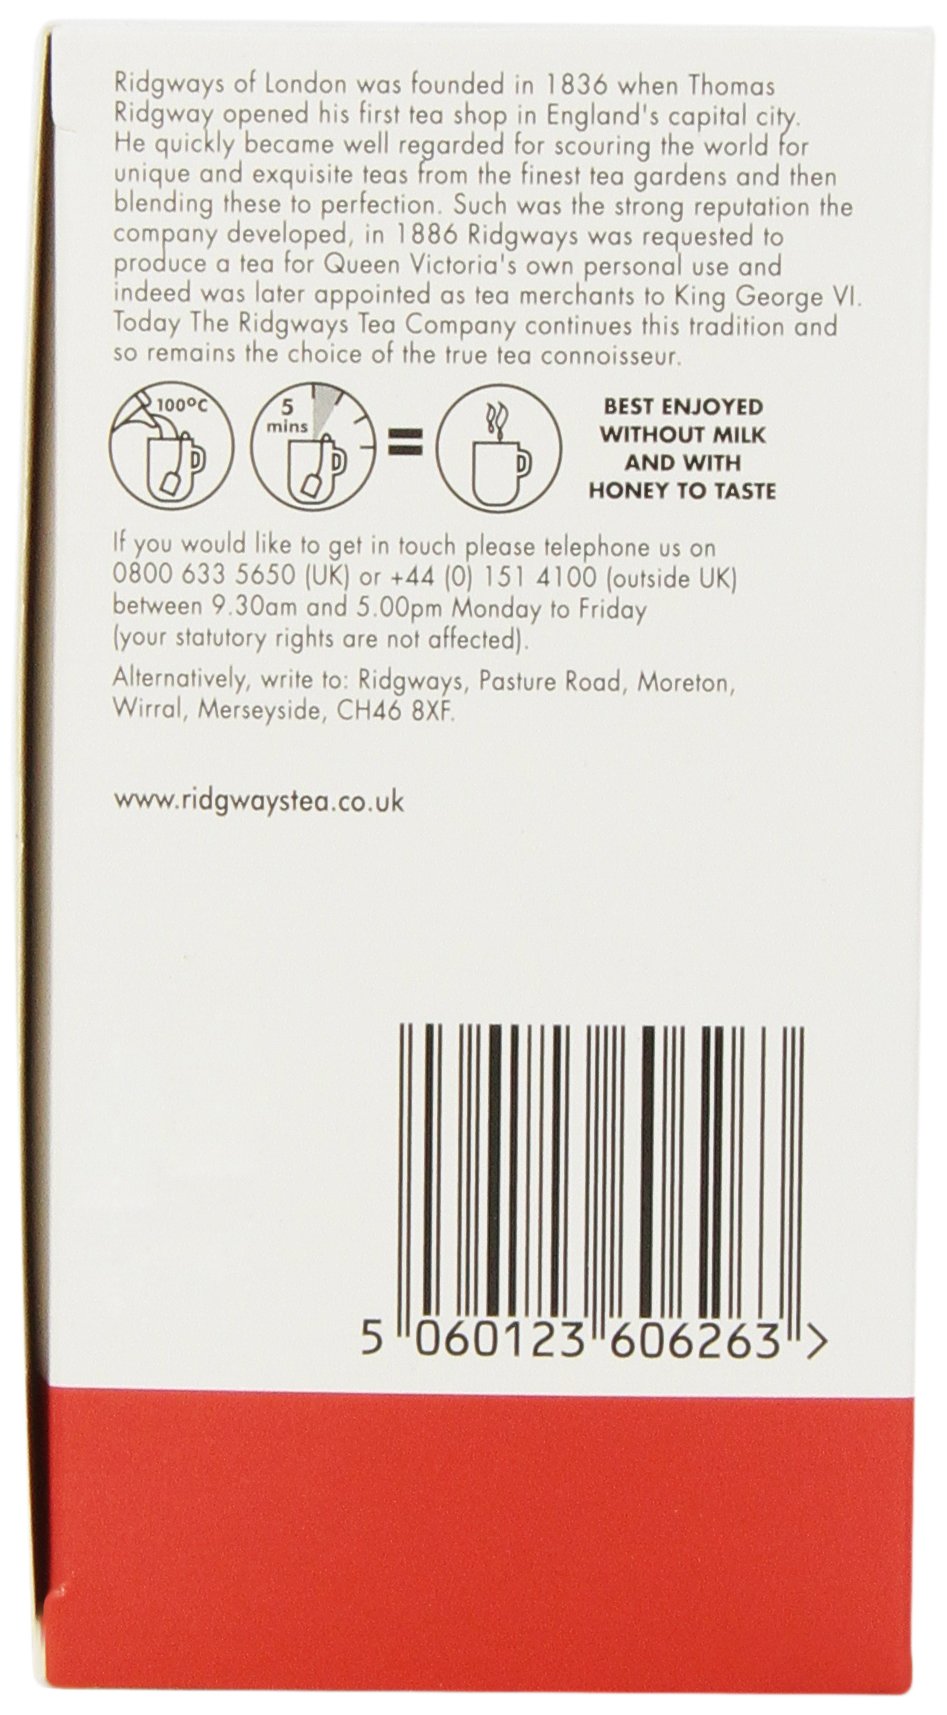 Ridgways of London was founded in 1836 when Thomas
Ridgway opened his first tea shop in England's capital city.
He quickly became well regarded for scouring the world for
unique and exquisite teas from the finest tea gardens and then
blending these to perfection. Such was the strong reputation the
company developed, in 1886 Ridgways was requested to
produce a tea for Queen Victoria's own personal use and
indeed was later appointed as tea merchants to King George VI.
Today The Ridgways Tea Company continues this tradition and
so remains the choice of the true tea connoisseur.
100ºC
5
mins
=
BEST ENJOYED
WITHOUT MILK
AND WITH
HONEY TO TASTE
If you would like to get in touch please telephone us on
0800 633 5650 (UK) or +44 (0) 151 4100 (outside UK)
between 9.30am and 5.00pm Monday to Friday
(your statutory rights are not affected).
Alternatively, write to: Ridgways, Pasture Road, Moreton,
Wirral, Merseyside, CH46 8XF.
www.ridgwaystea.co.uk
5 060123 606263 >